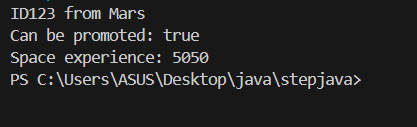 ID123 from Mars
Can be promoted: true
Space experience: 5050
PS C:\Users\ASUS\Desktop\java\stepjava>